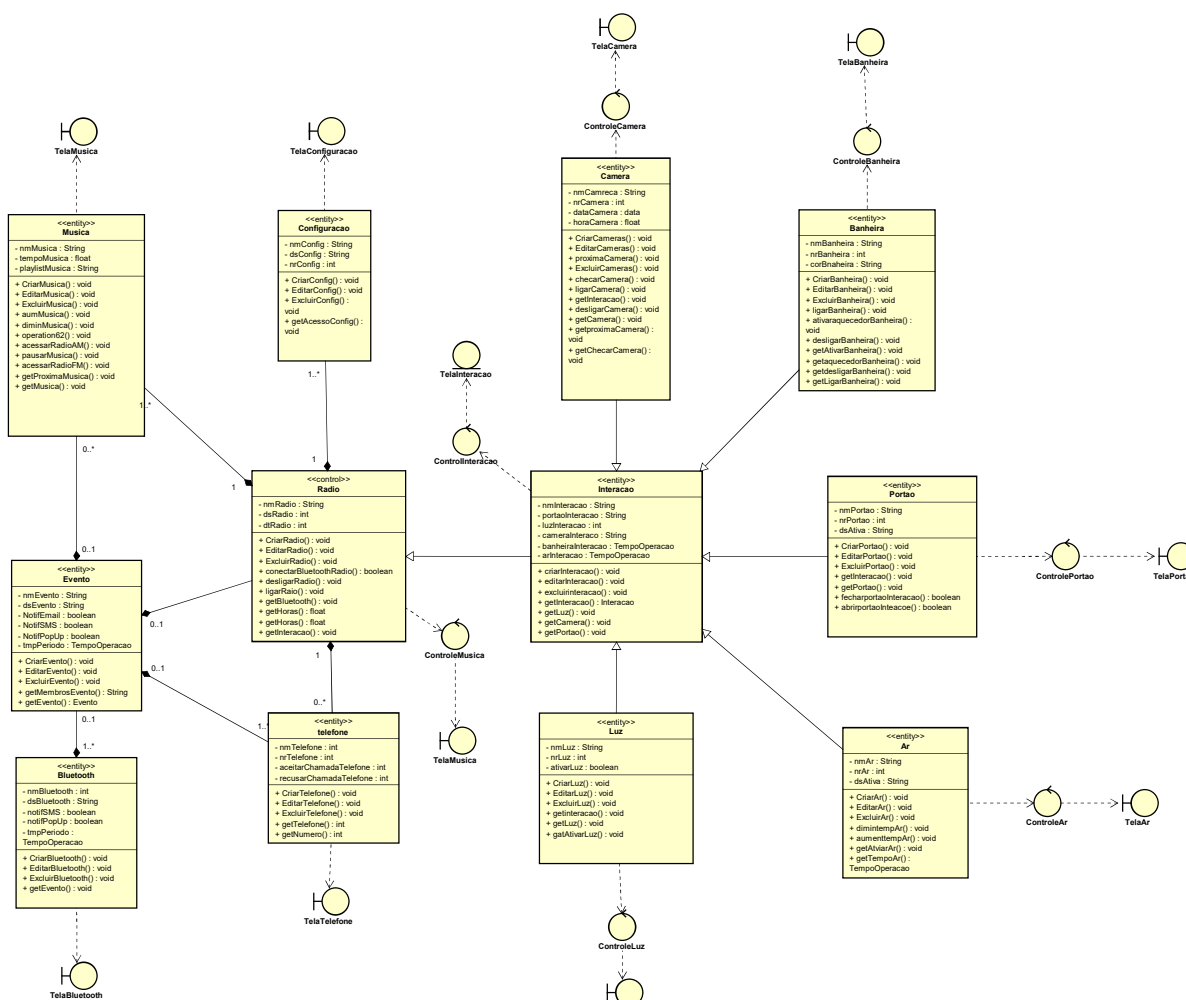 TelaCamera
TelaBanheira
ControleCamera
TelaMusica
TelaConfiguracao
ControleBanheira
<<entity>>
Camera
- nmCamreca : String
- nrCamera : int
- dataCamera : data
- horaCamera : float
+ CriarCameras() : void
+ EditarCameras() : void
+ proximaCamera() : void
+ ExcluirCameras() : void
+ checarCamera() : void
+ ligarCamera() : void
+ getInteracao() : void
+ desligarCamera() : void
+ getCamera() : void
+ getproximaCamera() :
void
+ getChecarCamera() :
void
<<entity>>
Musica
- nmMusica : String
- tempoMusica : float
- playlistMusica : String
+ CriarMusica() : void
+ EditarMusica() : void
+ ExcluirMusica() : void
+ aumMusica() : void
+ diminMusica() : void
+ operation62() : void
+ acessarRadioAM() : void
+ pausarMusica() : void
+ acessarRadioFM() : void
+ getProximaMusica() : void
+ getMusica() : void
<<entity>>
Configuracao
- nmConfig : String
- dsConfig : String
- nrConfig : int
+ CriarConfig() : void
+ EditarConfig() : void
+ ExcluirConfig() :
void
+ getAcessoConfig() :
void
<<entity>>
Banheira
- nmBanheira : String
- nrBanheira : int
- corBnaheira : String
+ CriarBanheira() : void
+ EditarBanheira() : void
+ ExcluirBanheira() : void
+ ligarBanheira() : void
+ ativaraquecedorBanheira() :
void
+ desligarBanheira() : void
+ getAtivarBanheira() : void
+ getaquecedorBanheira() : void
+ getdesligarBanheira() : void
+ getLigarBanheira() : void
TelaInteracao
1..*
1..*
0..*
ControlInteracao
1
1
<<control>>
Radio
- nmRadio : String
- dsRadio : int
- dtRadio : int
+ CriarRadio() : void
+ EditarRadio() : void
+ ExcluirRadio() : void
+ conectarBluetoothRadio() : boolean
+ desligarRadio() : void
+ ligarRaio() : void
+ getBluetooth() : void
+ getHoras() : float
+ getHoras() : float
+ getInteracao() : void
<<entity>>
Interacao
- nmInteracao : String
- portaoInteracao : String
- luzInteracao : int
- cameraInteraco : String
- banheiraInteracao : TempoOperacao
- arInteracao : TempoOperacao
+ criarInteracao() : void
+ editarInteracao() : void
+ excluirinteracao() : void
+ getInteracao() : Interacao
+ getLuz() : void
+ getCamera() : void
+ getPortao() : void
<<entity>>
Portao
- nmPortao : String
- nrPortao : int
- dsAtiva : String
+ CriarPortao() : void
+ EditarPortao() : void
+ ExcluirPortao() : void
+ getInteracao() : void
+ getPortao() : void
+ fecharportaoInteracao() : boolean
+ abrirportaoInteacoe() : boolean
ControlePortao
0..1
<<entity>>
Evento
- nmEvento : String
- dsEvento : String
- NotifEmail : boolean
- NotifSMS : boolean
- NotifPopUp : boolean
- tmpPeriodo : TempoOperacao
+ CriarEvento() : void
+ EditarEvento() : void
+ ExcluirEvento() : void
+ getMembrosEvento() : String
+ getEvento() : Evento
0..1
0..1
0..1
1..*
ControleMusica
TelaMusica
1
0..*
<<entity>>
telefone
- nmTelefone : int
- nrTelefone : int
- aceitarChamadaTelefone : int
- recusarChamadaTelefone : int
+ CriarTelefone() : void
+ EditarTelefone() : void
+ ExcluirTelefone() : void
+ getTelefone() : int
+ getNumero() : int
TelaTelefone
<<entity>>
Bluetooth
- nmBluetooth : int
- dsBluetooth : String
- notifSMS : boolean
- notifPopUp : boolean
- tmpPeriodo :
TempoOperacao
+ CriarBluetooth() : void
+ EditarBluetooth() : void
+ ExcluirBluetooth() : void
+ getEvento() : void
TelaBluetooth
<<entity>>
Luz
- nmLuz : String
- nrLuz : int
- ativarLuz : boolean
+ CriarLuz() : void
+ EditarLuz() : void
+ ExcluirLuz() : void
+ getinteracao() : void
+ getLuz() : void
+ gatAtivarLuz() : void
ControleLuz
<<entity>>
Ar
- nmAr : String
- nrAr : int
- dsAtiva : String
+ CriarAr() : void
+ EditarAr() : void
+ ExcluirAr() : void
+ dimintempAr() : void
+ aumenttempAr() : void
+ getAtviarAr() : void
+ getTempoAr() :
TempoOperacao
ControleAr
TelaAr